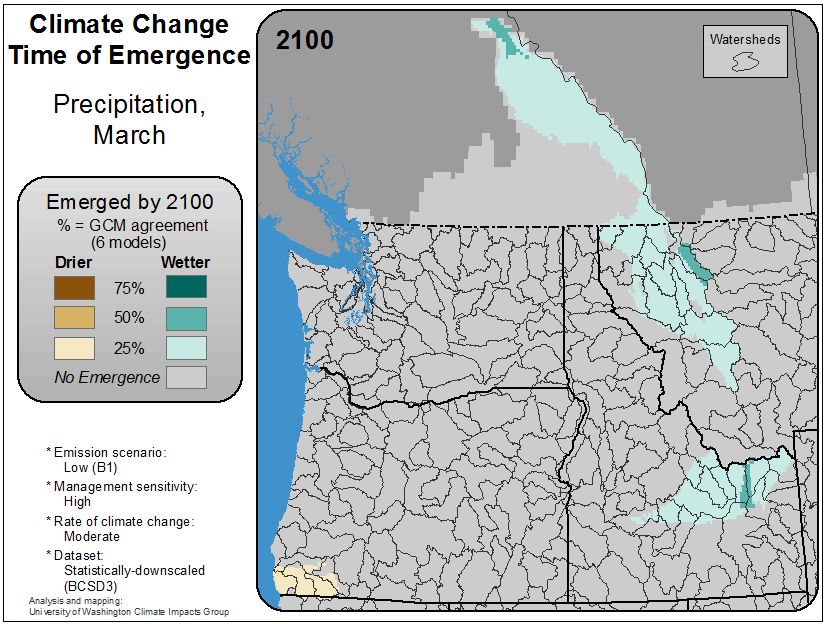 Climate Change
Time of Emergence
Precipitation,
March
Emerged by 2100
% = GCM agreement
(6 models)
Drier Wetter
75%
50%
25%
No Emergence
* Emission scenario:
Low (B1)
* Management sensitivity:
High
* Rate of climate change:
Moderate
* Dataset:
Statistically-downscaled
(BCSD3)
Analysis and mapping:
University of Washington Climate Impacts Group
2100
Watersheds